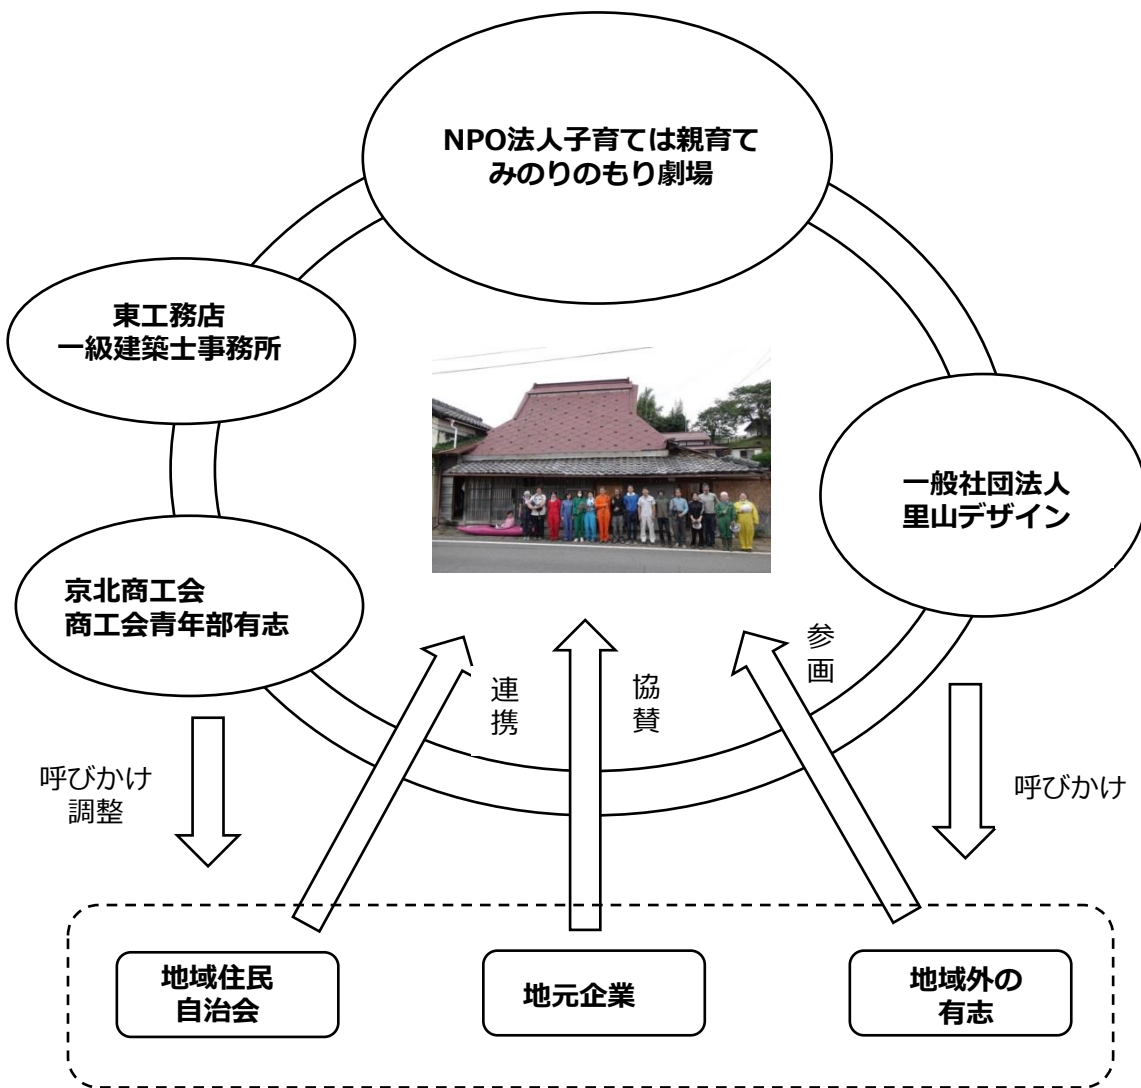 NPO法人子育ては親育て
みのりのもり劇場
東工務店
一級建築士事務所
一般社団法人
里山デザイン
京北商工会
商工会青年部有志
連携
協賛
参画
呼びかけ
調整
呼びかけ
地域住民
自治会
地元企業
地域外の
有志